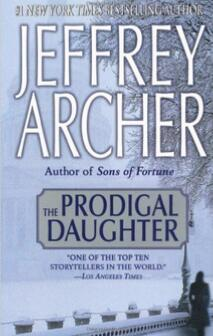 #1 NEW YORK TIMES BESTSELLING AUTHOR
JEFFREY
ARCHER
Author of Sons of Fortune
THE PRODIGAL
DAUGHTER
"ONE OF THE TOP TEN
STORYTELLERS IN THE WORLD."
—LOS ANGELES TIMES